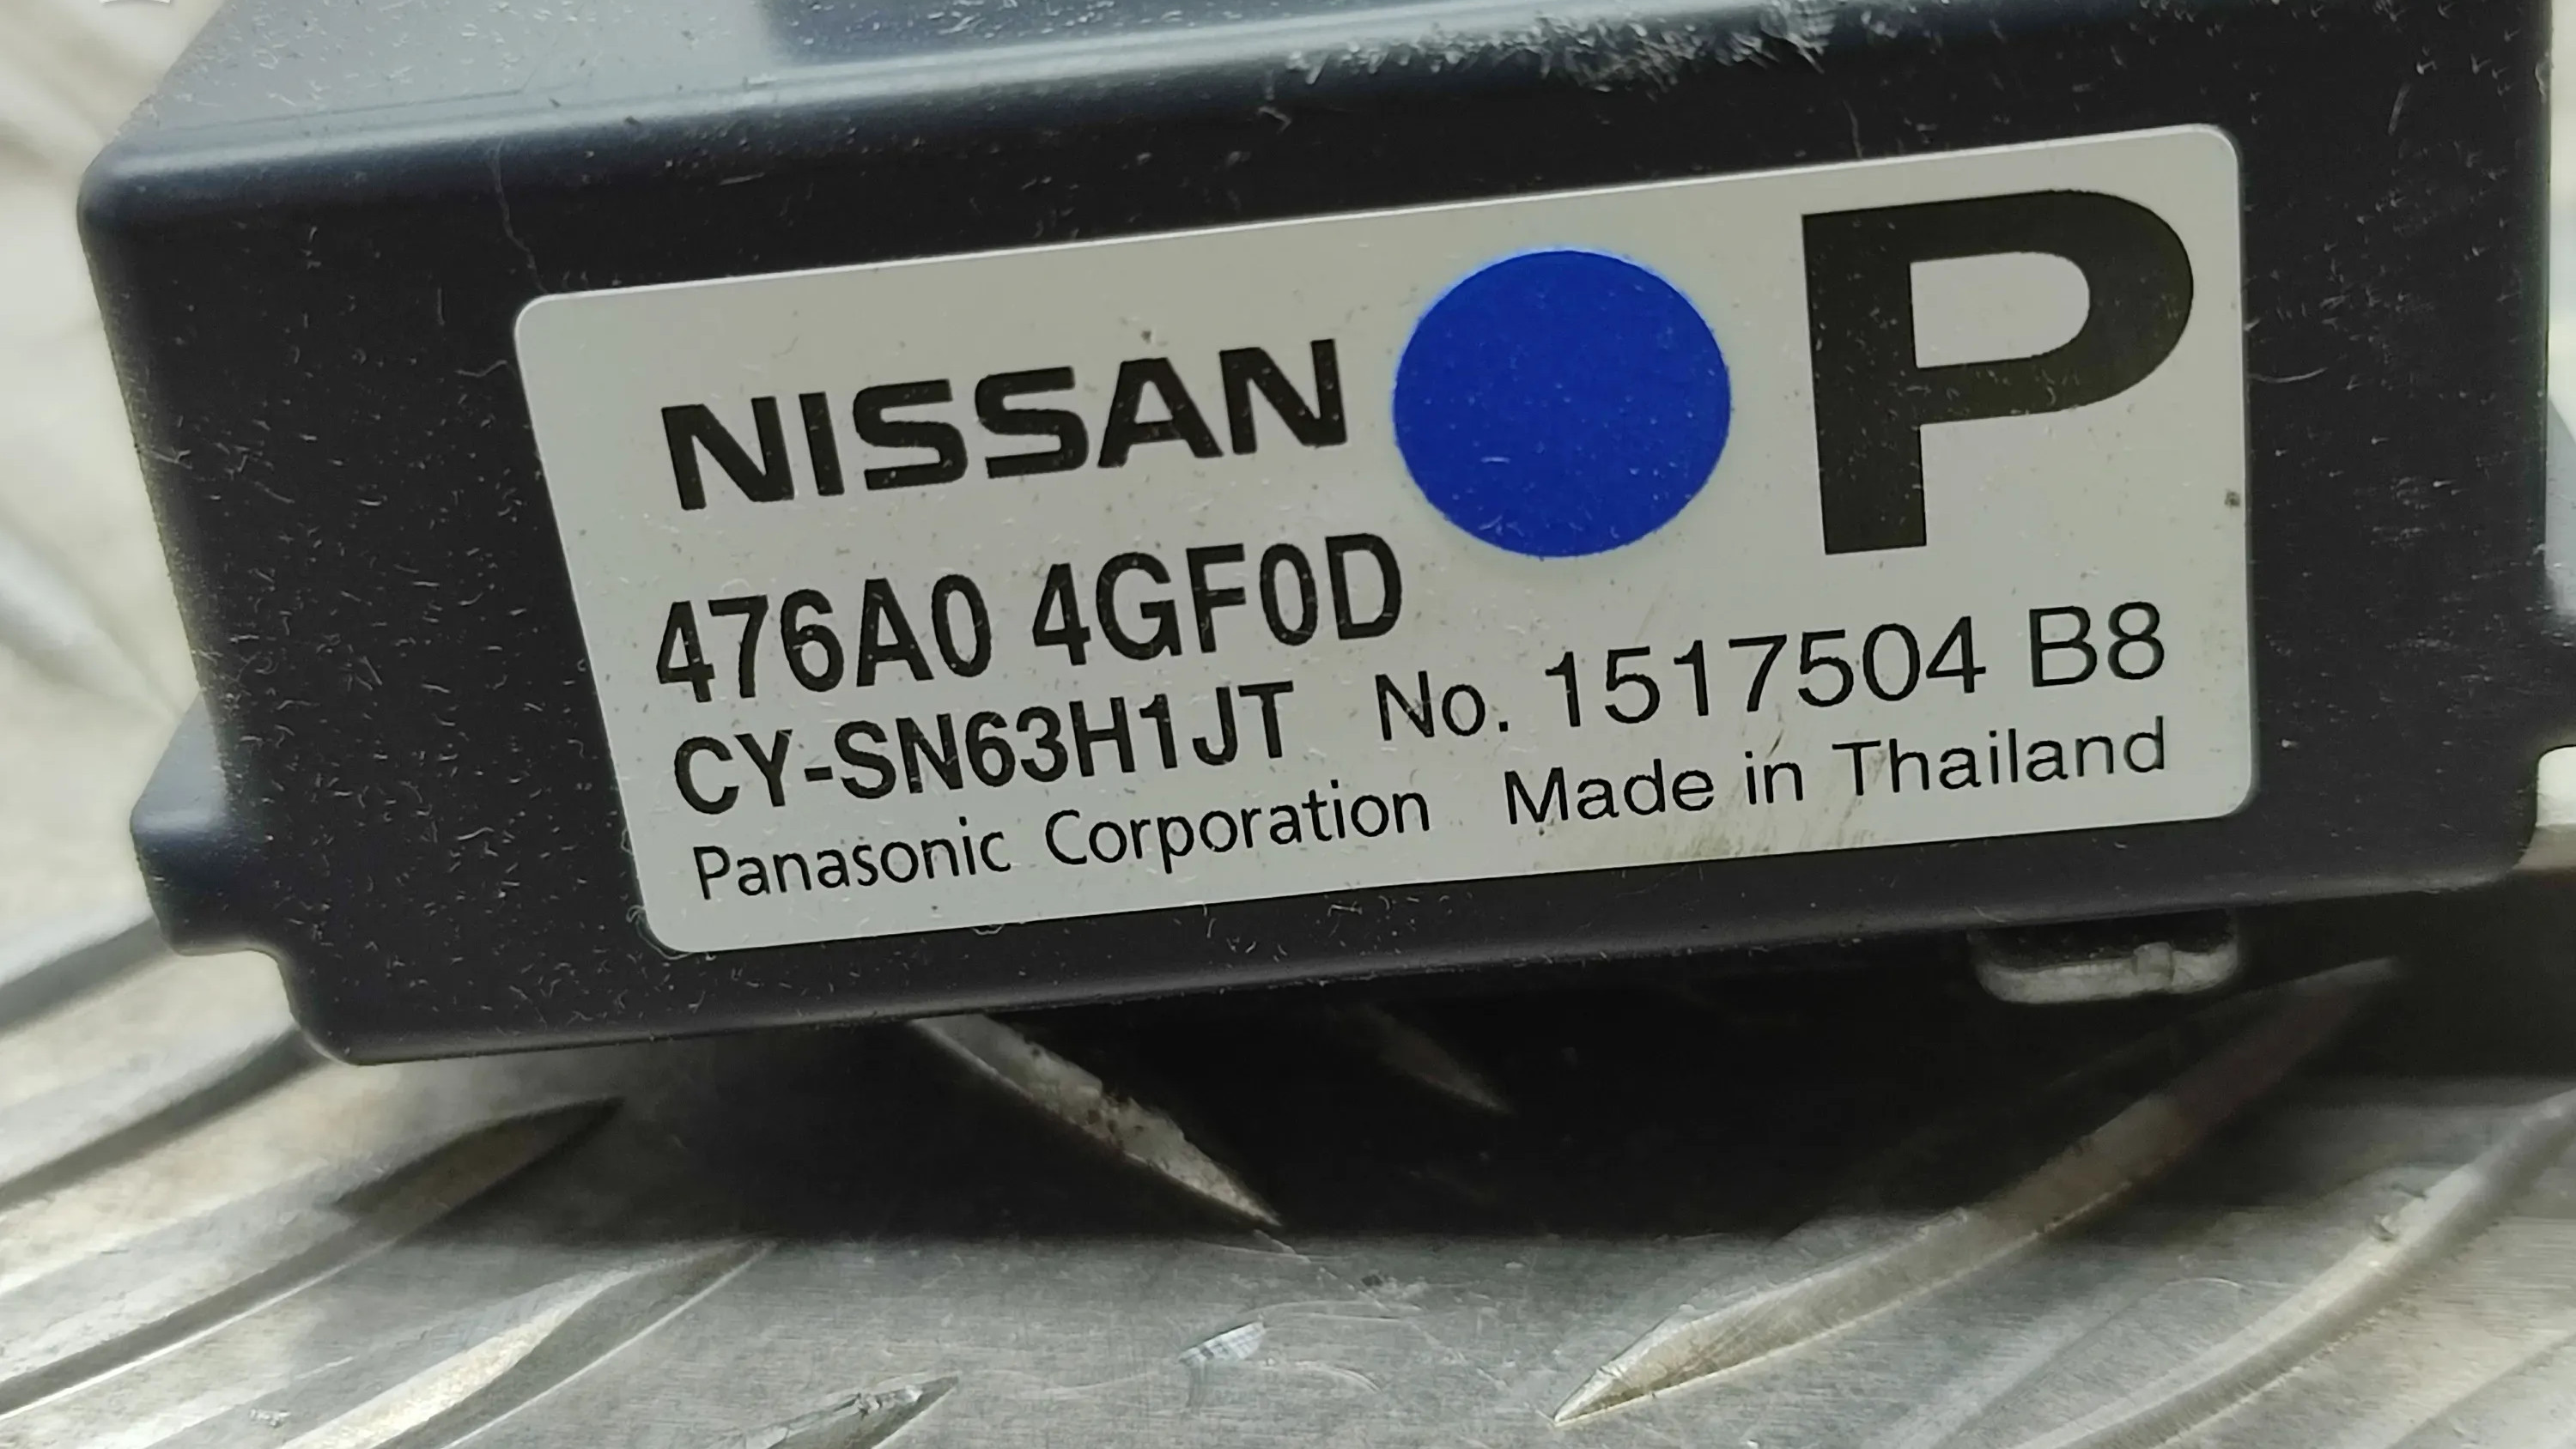 NISSAN P
476A0 4GF0D
CY-SN63H1JT No. 1517504 B8
Panasonic Corporation Made in Thailand